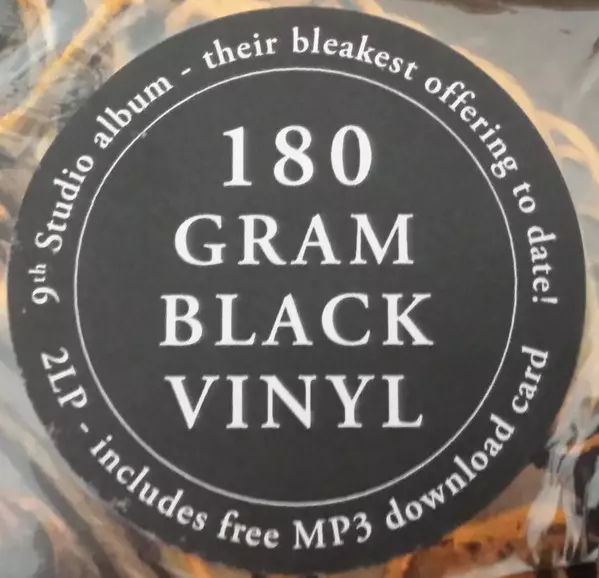 9th Studio album - their bleakest offering to date!
180
GRAM
BLACK
VINYL
2LP - includes free MP3 download card